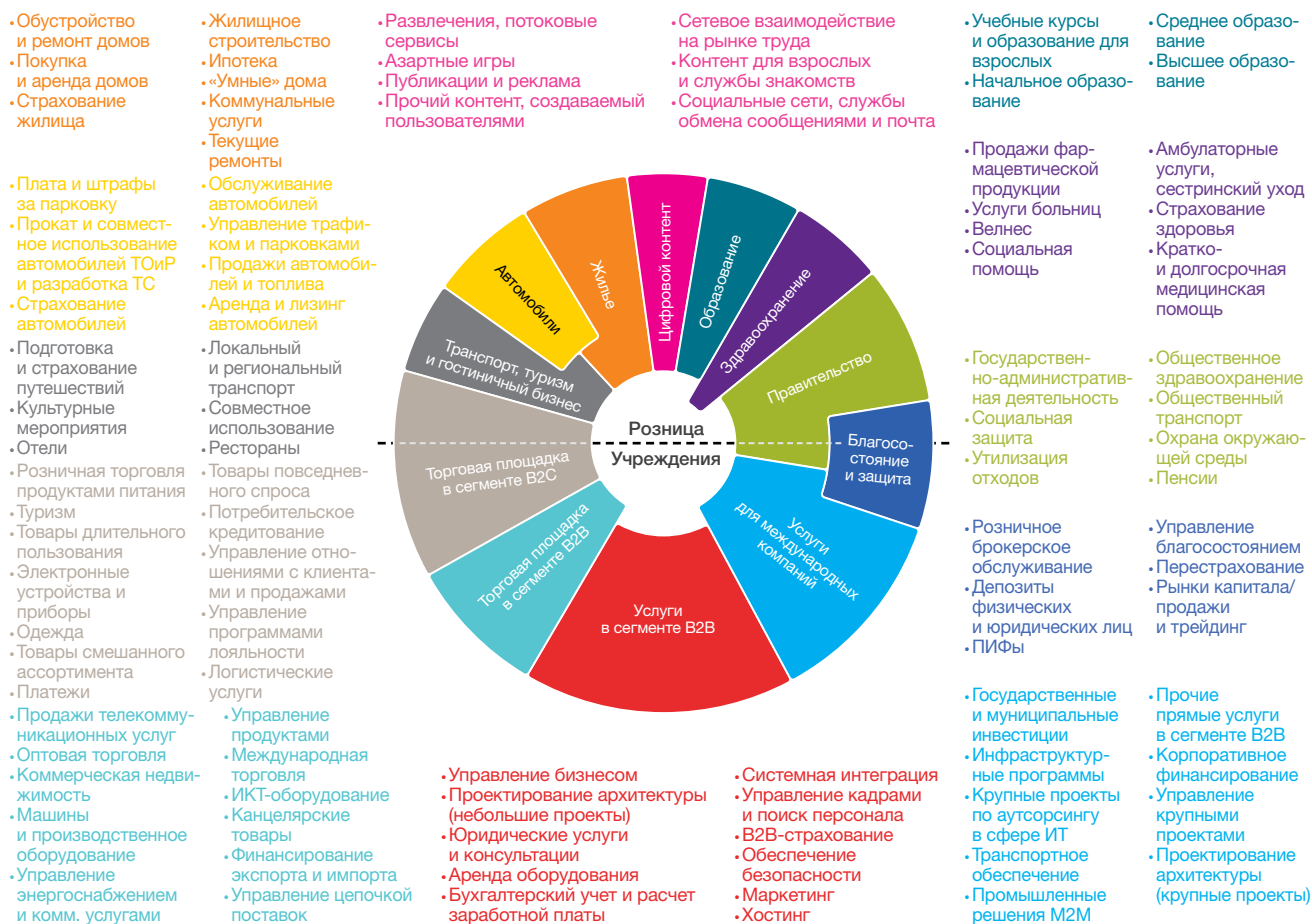 • Обустройство
и ремонт домов
• Покупка
и аренда домов
• Страхование
жилища
• Жилищное
строительство
• Ипотека
• «Умные» дома
• Коммунальные
услуги
• Текущие
ремонты
• Развлечения, потоковые
сервисы
• Азартные игры
• Публикации и реклама
• Прочий контент, создаваемый
пользователями
• Сетевое взаимодействие
на рынке труда
• Контент для взрослых
и службы знакомств
• Социальные сети, службы
обмена сообщениями и почта
• Учебные курсы
и образование для
взрослых
• Начальное образо-
вание
• Среднее образо-
вание
• Высшее образо-
вание
• Плата и штрафы
за парковку
• Прокат и совмест-
ное использование
автомобилей ТОиР
и разработка ТС
• Страхование
автомобилей
• Обслуживание
автомобилей
• Управление трафи-
ком и парковками
• Продажи автомоби-
лей и топлива
• Аренда и лизинг
автомобилей
• Продажи фар-
мацевтической
продукции
• Услуги больниц
• Велнес
• Социальная
помощь
• Амбулаторные
услуги,
сестринский уход
• Страхование
здоровья
• Кратко-
и долгосрочная
медицинская
помощь
• Подготовка
и страхование
путешествий
• Культурные
мероприятия
• Отели
• Локальный
и региональный
транспорт
• Совместное
использование
• Рестораны
• Государствен-
но-административ-
ная деятельность
• Социальная
защита
• Утилизация
отходов
• Общественное
здравоохранение
• Общественный
транспорт
• Охрана окружаю-
щей среды
• Пенсии
• Розничная торговля
продуктами питания
• Туризм
• Товары длительного
пользования
• Электронные
устройства и
приборы
• Одежда
• Товары смешанного
ассортимента
• Платежи
• Товары повседнев-
ного спроса
• Потребительское
кредитование
• Управление отно-
шениями с клиента-
ми и продажами
• Управление
программами
лояльности
• Логистические
услуги
• Розничное
брокерское
обслуживание
• Депозиты
физических
и юридических лиц
• ПИФы
• Управление
благосостоянием
• Перестрахование
• Рынки капитала/
продажи
и трейдинг
• Продажи телекомму-
никационных услуг
• Оптовая торговля
• Коммерческая недви-
жимость
• Машины
и производственное
оборудование
• Управление
энергоснабжением
и комм. услугами
• Управление
продуктами
• Международная
торговля
• ИКТ-оборудование
• Канцелярские
товары
• Финансирование
экспорта и импорта
• Управление цепочкой
поставок
• Управление бизнесом
• Проектирование архитектуры
(небольшие проекты)
• Юридические услуги
и консультации
• Аренда оборудования
• Бухгалтерский учет и расчет
заработной платы
• Системная интеграция
• Управление кадрами
и поиск персонала
• B2B-страхование
• Обеспечение
безопасности
• Маркетинг
• Хостинг
• Государственные
и муниципальные
инвестиции
• Инфраструктур-
ные программы
• Крупные проекты
по аутсорсингу
в сфере ИТ
• Транспортное
обеспечение
• Промышленные
решения M2M
• Прочие
прямые услуги
в сегменте B2B
• Корпоративное
финансирование
• Управление
крупными
проектами
• Проектирование
архитектуры
(крупные проекты)
Автомобили
Жилье
Цифровой контент
Образование
Здравоохранение
Правительство
Благосо-
стояние
и защита
Услуги
для международных
компаний
Услуги
в сегменте B2B
Торговая площадка
в сегменте B2B
Торговая площадка
в сегменте B2C
Транспорт, туризм
и гостиничный бизнес
Розница
Учреждения